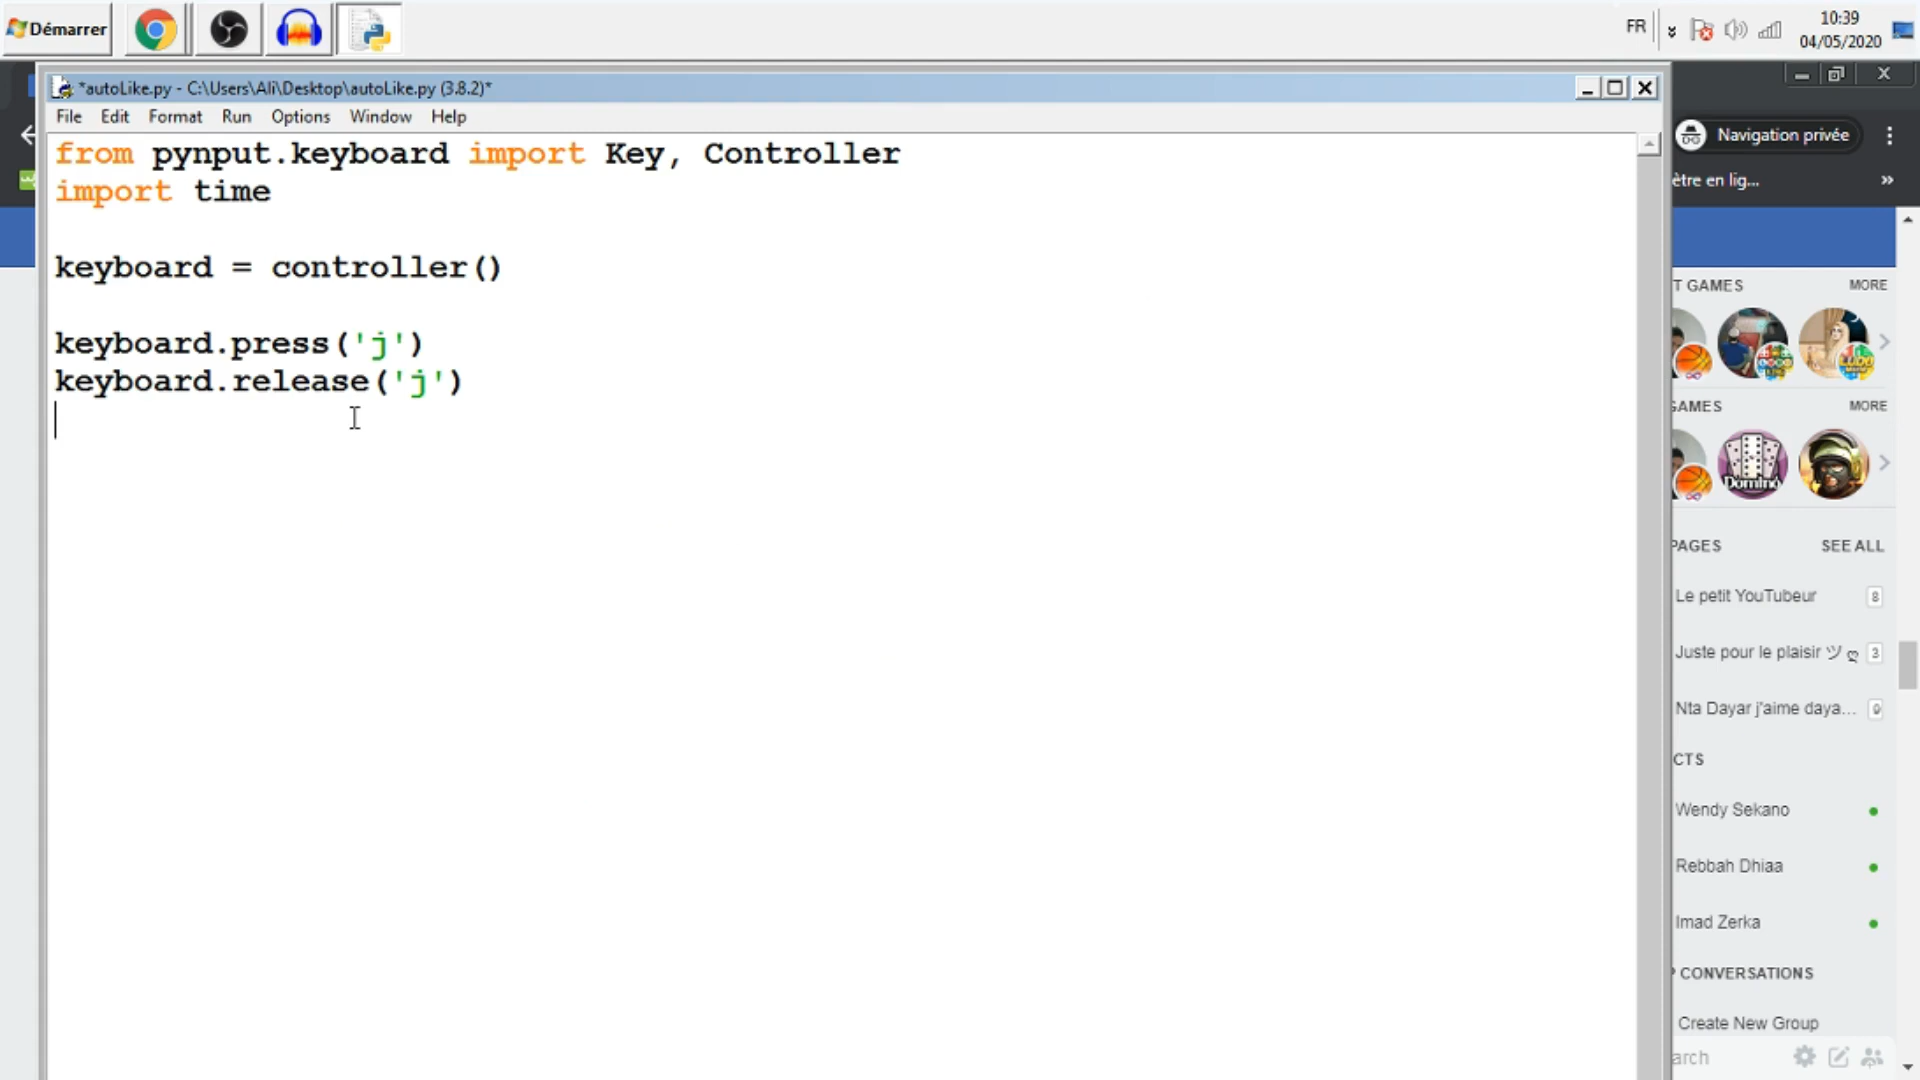 Démarrer
FR
10:39
04/05/2020
*autoLike.py - C:\Users\Ali\Desktop\autoLike.py (3.8.2)*
File Edit Format Run Options Window Help
from pynput.keyboard import Key, Controller
import time
keyboard = controller()
keyboard.press('j')
keyboard.release('j')
Navigation privée
être en lig...
»
T GAMES MORE
GAMES MORE
Domino
PAGES SEE ALL
Le petit YouTubeur 8
Juste pour le plaisir ツ ღ 3
Nta Dayar j'aime daya...
CTS
Wendy Sekano
Rebbah Dhiaa
Imad Zerka
CONVERSATIONS
Create New Group
arch